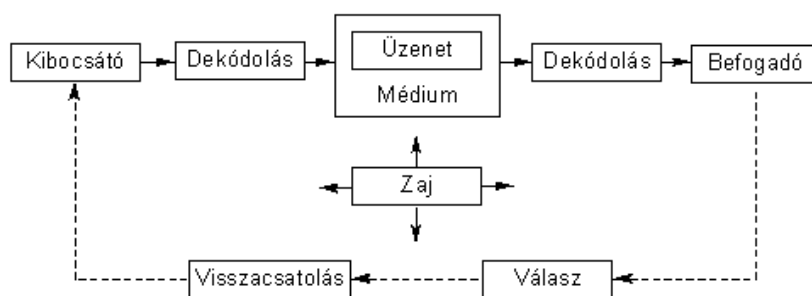 Kibocsátó
Dekódolás
Üzenet
Médium
Dekódolás
Befogadó
Zaj
Visszacsatolás
Válasz